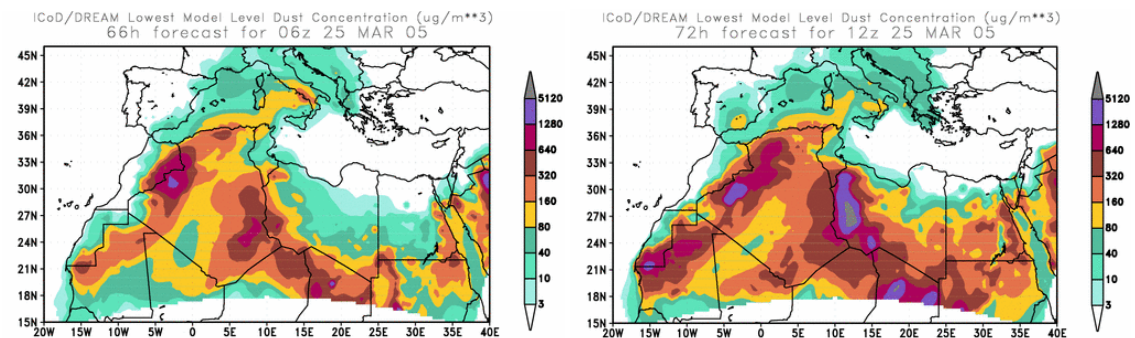 ICoD/DREAM Lowest Model Level Dust Concentration (ug/m**3)
66h forecast for 06z 25 MAR 05
45N
42N
39N
36N
33N
30N
27N
24N
21N
18N
15N
20W 15W 10W 5W 0 5E 10E 15E 20E 25E 30E 35E 40E
5120
1280
640
320
160
80
40
10
3
ICoD/DREAM Lowest Model Level Dust Concentration (ug/m**3)
72h forecast for 12z 25 MAR 05
45N
42N
39N
36N
33N
30N
27N
24N
21N
18N
15N
20W 15W 10W 5W 0 5E 10E 15E 20E 25E 30E 35E 40E
5120
1280
640
320
160
80
40
10
3